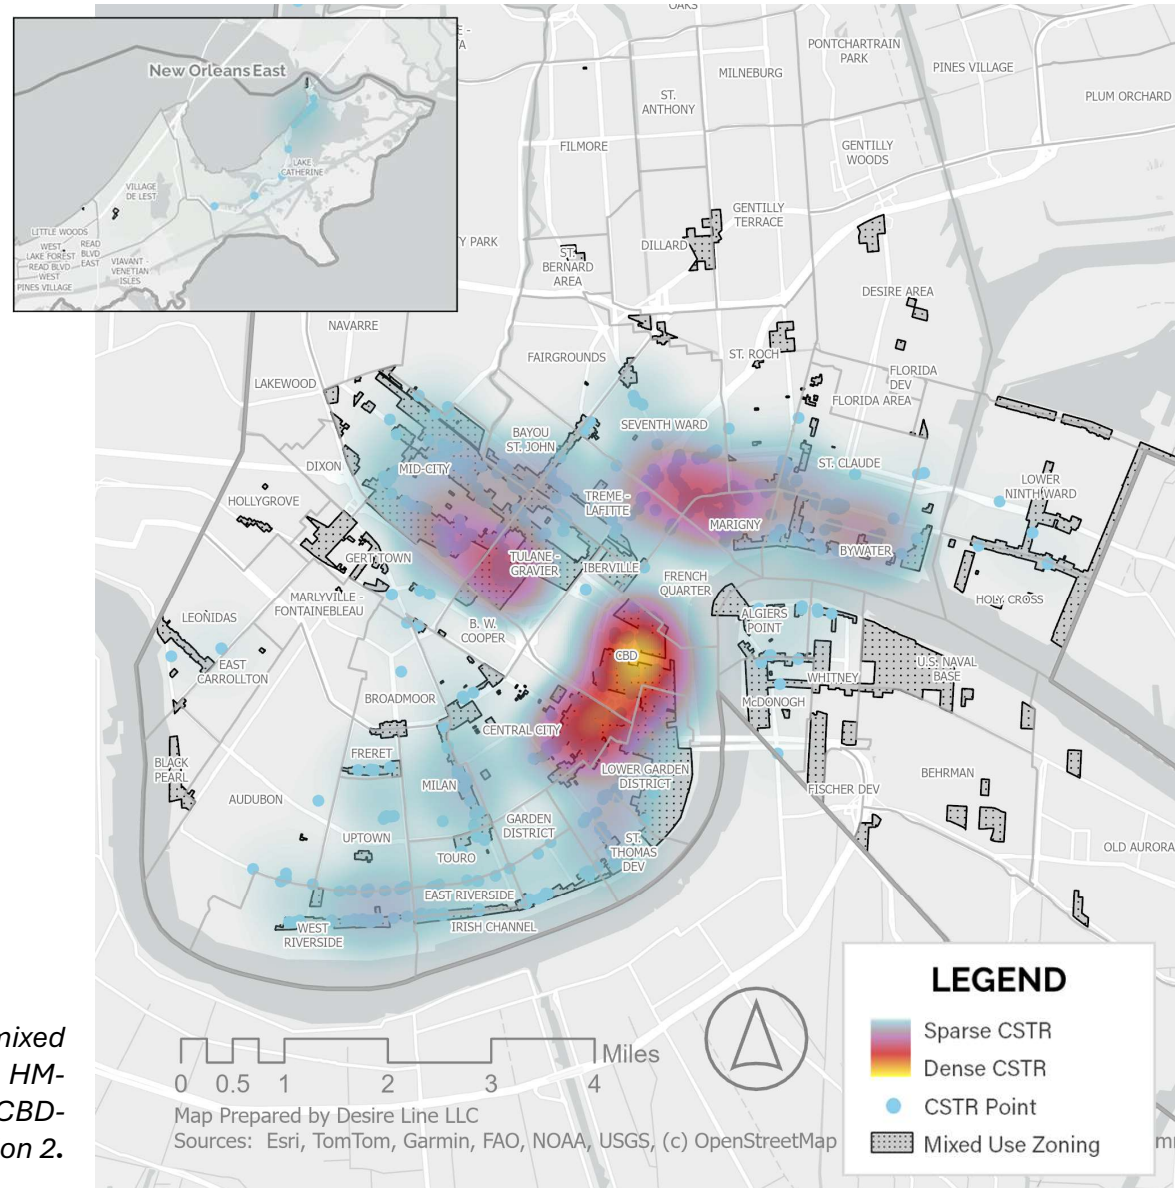 OAKS
PONTCHARTRAIN
PARK
MILNEBURG
PINES VILLAGE
PLUM ORCHARD
ST.
ANTHONY
FILMORE
GENTILLY
WOODS
New Orleans East
LAKE
CATHERINE
VILLAGE
DE LEST
LITTLE WOODS
WEST
LAKE FOREST
READ
BLVD
EAST
READ BLVD
WEST
PINES VILLAGE
VIAVANT -
VENETIAN
ISLES
GENTILLY
TERRACE
Y PARK
DILLARD
ST.
BERNARD
AREA
DESIRE AREA
NAVARRE
FAIRGROUNDS
ST. ROCH
LAKEWOOD
FLORIDA
DEV
FLORIDA AREA
BAYOU
ST. JOHN
SEVENTH WARD
DIXON
MID-CITY
ST. CLAUDE
HOLLYGROVE
TREME -
LAFITTE
LOWER
NINTH WARD
MARIGNY
BYWATER
GERT TOWN
TULANE -
GRAVIER
IBERVILLE
FRENCH
QUARTER
MARLYVILLE -
FONTAINEBLEAU
HOLY CROSS
LEONIDAS
B. W.
COOPER
ALGIERS
POINT
EAST
CARROLLTON
CBD
U.S. NAVAL
BASE
WHITNEY
BROADMOOR
McDONOGH
CENTRAL CITY
FRERET
BLACK
PEARL
LOWER GARDEN
DISTRICT
BEHRMAN
MILAN
FISCHER DEV
AUDUBON
GARDEN
DISTRICT
UPTOWN
ST.
THOMAS
DEV
OLD AURORA
TOURO
EAST RIVERSIDE
WEST
RIVERSIDE
IRISH CHANNEL
LEGEND
Sparse CSTR
Dense CSTR
CSTR Point
Mixed Use Zoning
Miles
0 0.5 1 2 3 4
Map Prepared by Desire Line LLC
Sources: Esri, TomTom, Garmin, FAO, NOAA, USGS, (c) OpenStreetMap
mixed
HM-
CBD-
on 2.